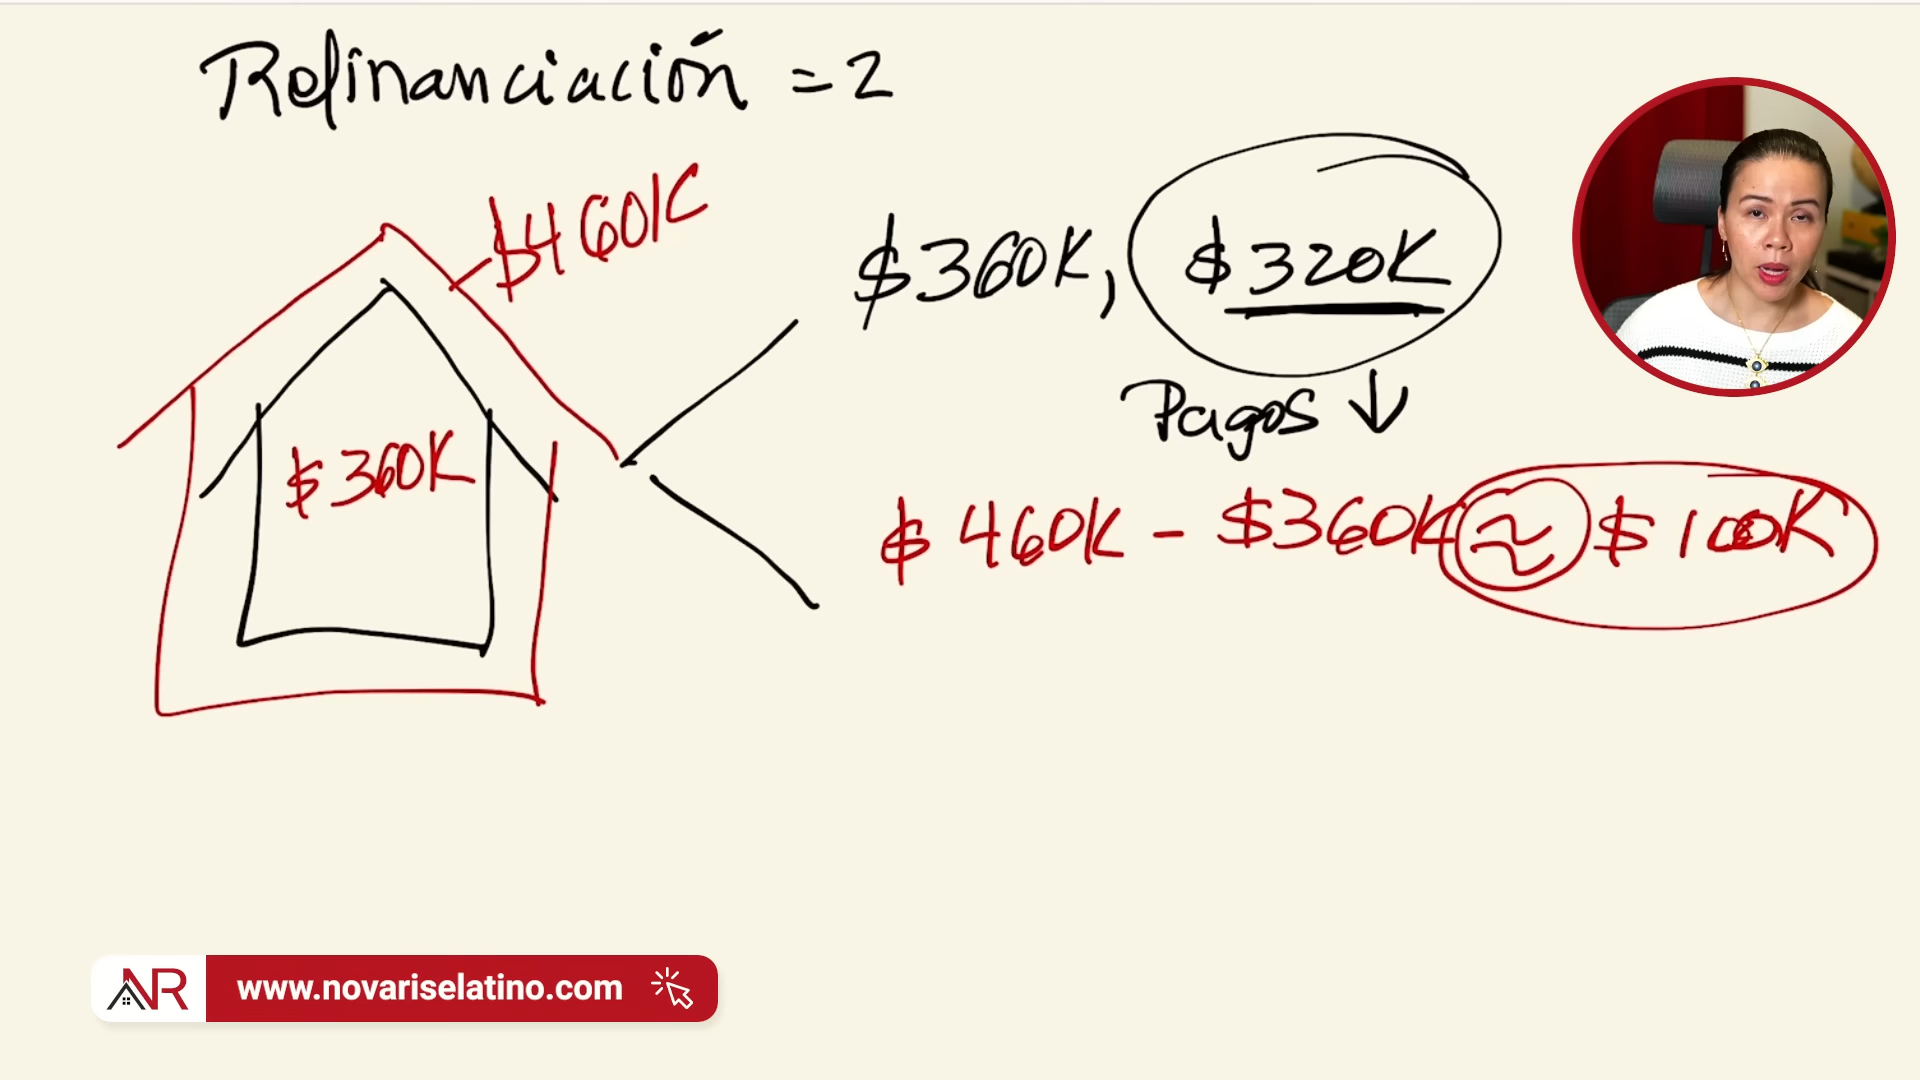 Refinanciación = 2
$460K
$360K, $320K
Pagos ↓
$360K
$460K - $360K ≈ $100K
NR www.novariselatino.com